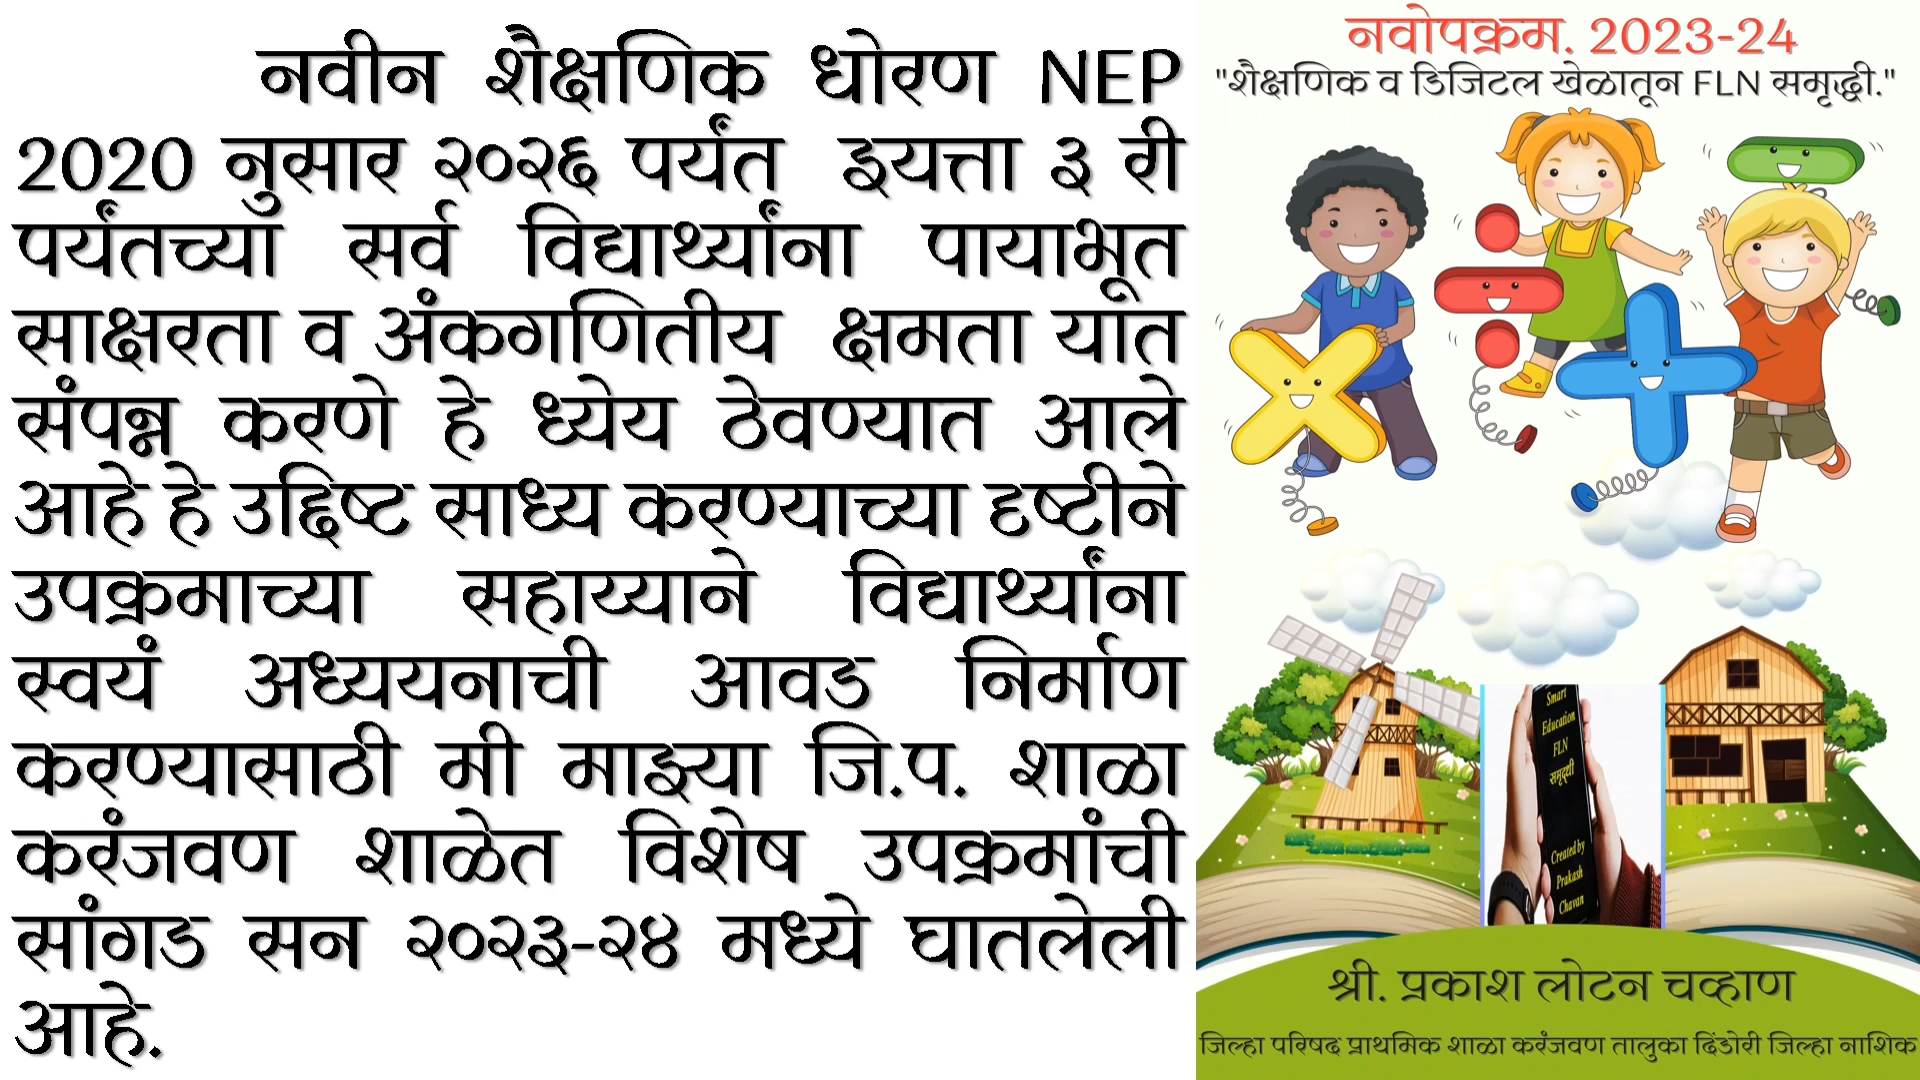 नवीन शैक्षणिक धोरण NEP
2020 नुसार २०२६ पर्यंत इयत्ता ३ री
पर्यंतच्या सर्व विद्यार्थ्यांना पायाभूत
साक्षरता व अंकगणितीय क्षमता यात
संपन्न करणे हे ध्येय ठेवण्यात आले
आहे हे उद्दिष्ट साध्य करण्याच्या दृष्टीने
उपक्रमाच्या सहाय्याने विद्यार्थ्यांना
स्वयं अध्ययनाची आवड निर्माण
करण्यासाठी मी माझ्या जि.प. शाळा
करंजवण शाळेत विशेष उपक्रमांची
सांगड सन २०२३-२४ मध्ये घातलेली
आहे.
नवोपक्रम. 2023-24
"शैक्षणिक व डिजिटल खेळातून FLN समृद्धी."
Smart
Education
FLN
समृद्धी
Created by
Prakash
Chavan
श्री. प्रकाश लोटन चव्हाण
जिल्हा परिषद प्राथमिक शाळा करंजवण तालुका दिंडोरी जिल्हा नाशिक